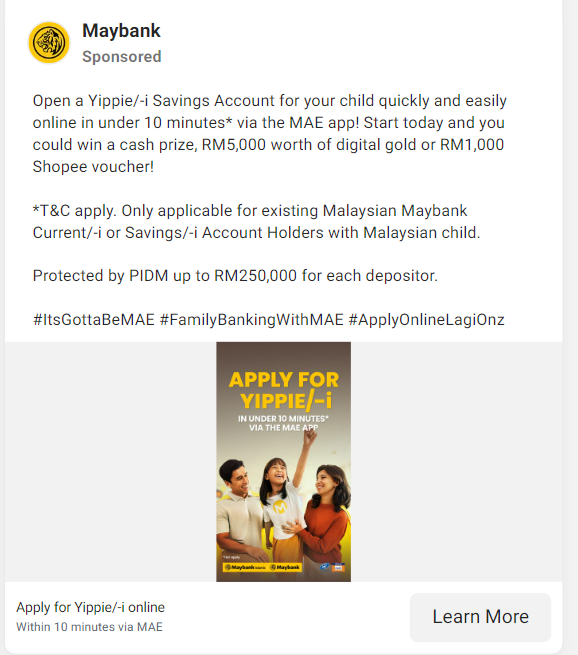 Maybank
Sponsored
Open a Yippie/-i Savings Account for your child quickly and easily
online in under 10 minutes* via the MAE app! Start today and you
could win a cash prize, RM5,000 worth of digital gold or RM1,000
Shopee voucher!
*T&C apply. Only applicable for existing Malaysian Maybank
Current/-i or Savings/-i Account Holders with Malaysian child.
Protected by PIDM up to RM250,000 for each depositor.
#ItsGottaBeMAE #FamilyBankingWithMAE #ApplyOnlineLagiOnz
APPLY FOR
YIPPIE/-i
IN UNDER 10 MINUTES*
VIA THE MAE APP
M
Maybank Maybank
Apply for Yippie/-i online
Within 10 minutes via MAE
Learn More